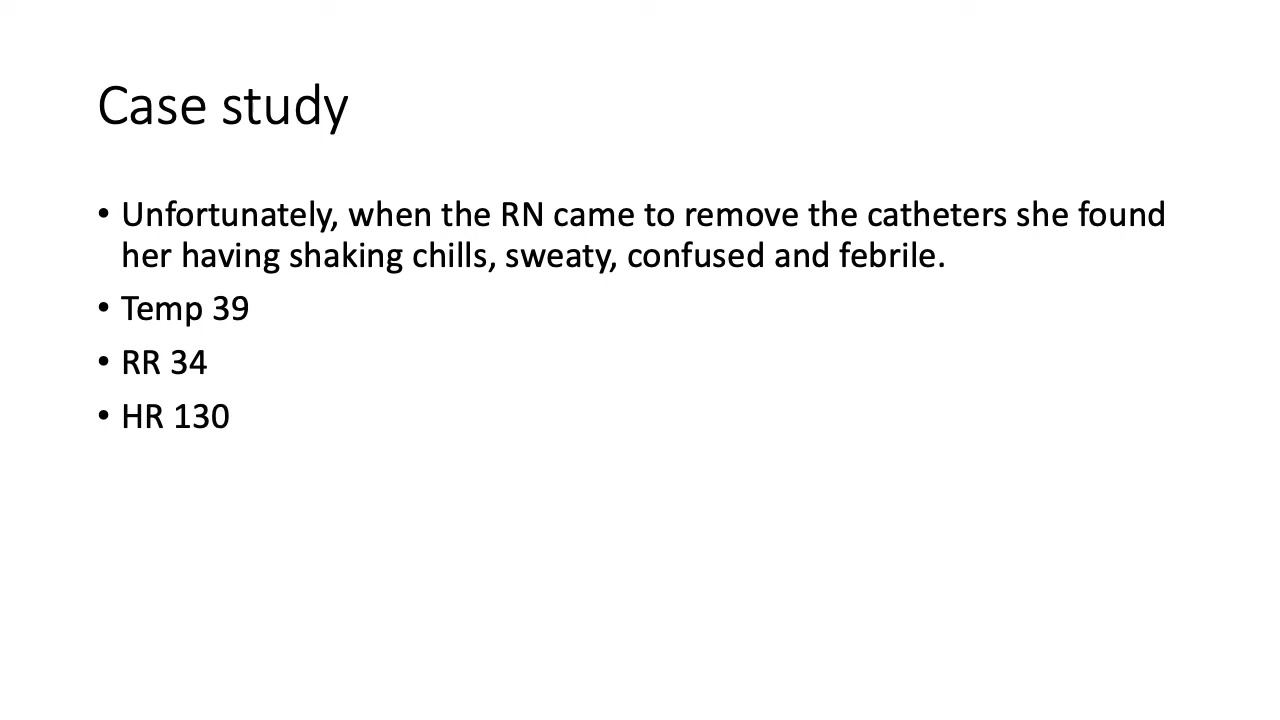 Case study
• Unfortunately, when the RN came to remove the catheters she found
her having shaking chills, sweaty, confused and febrile.
• Temp 39
• RR 34
• HR 130